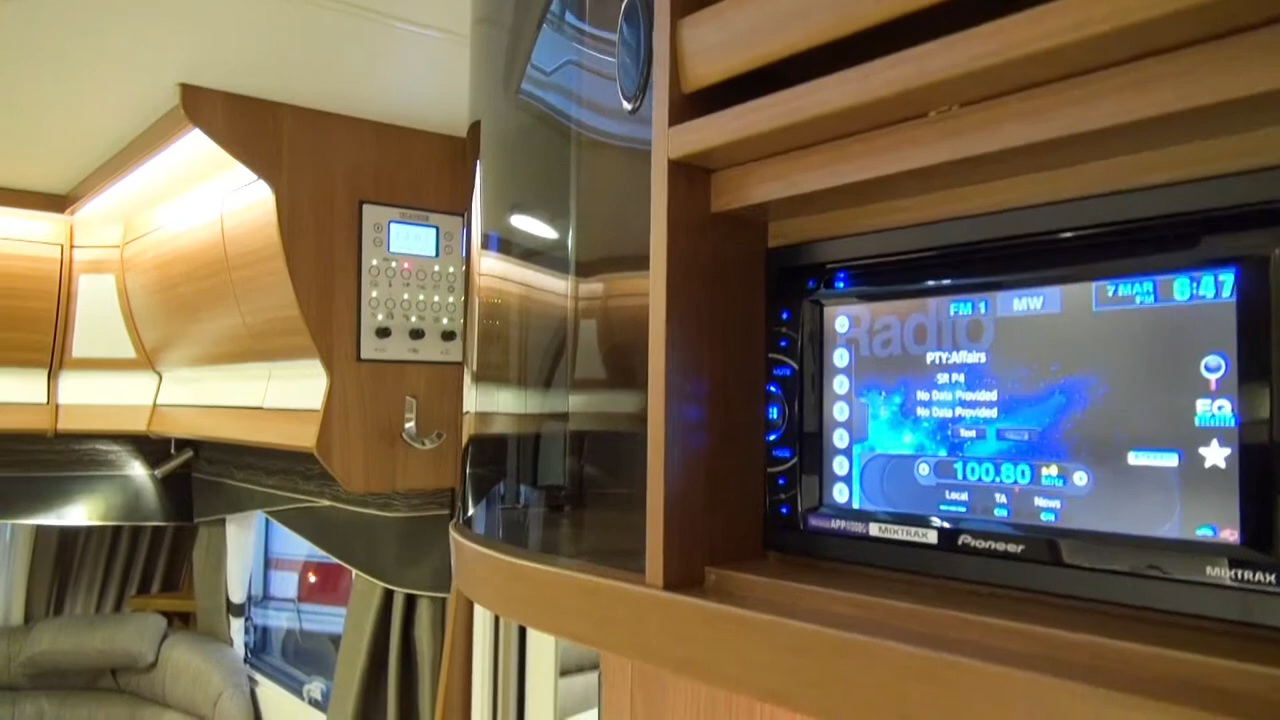 7 MAR
PM
6:47
FM 1
MW
Radio
PTY:Affairs
SR P4
No Data Provided
No Data Provided
Text
100.80
MHz
Local
TA
News
ON
ON
EQ
MIXTRAX
Pioneer
MIXTRAX